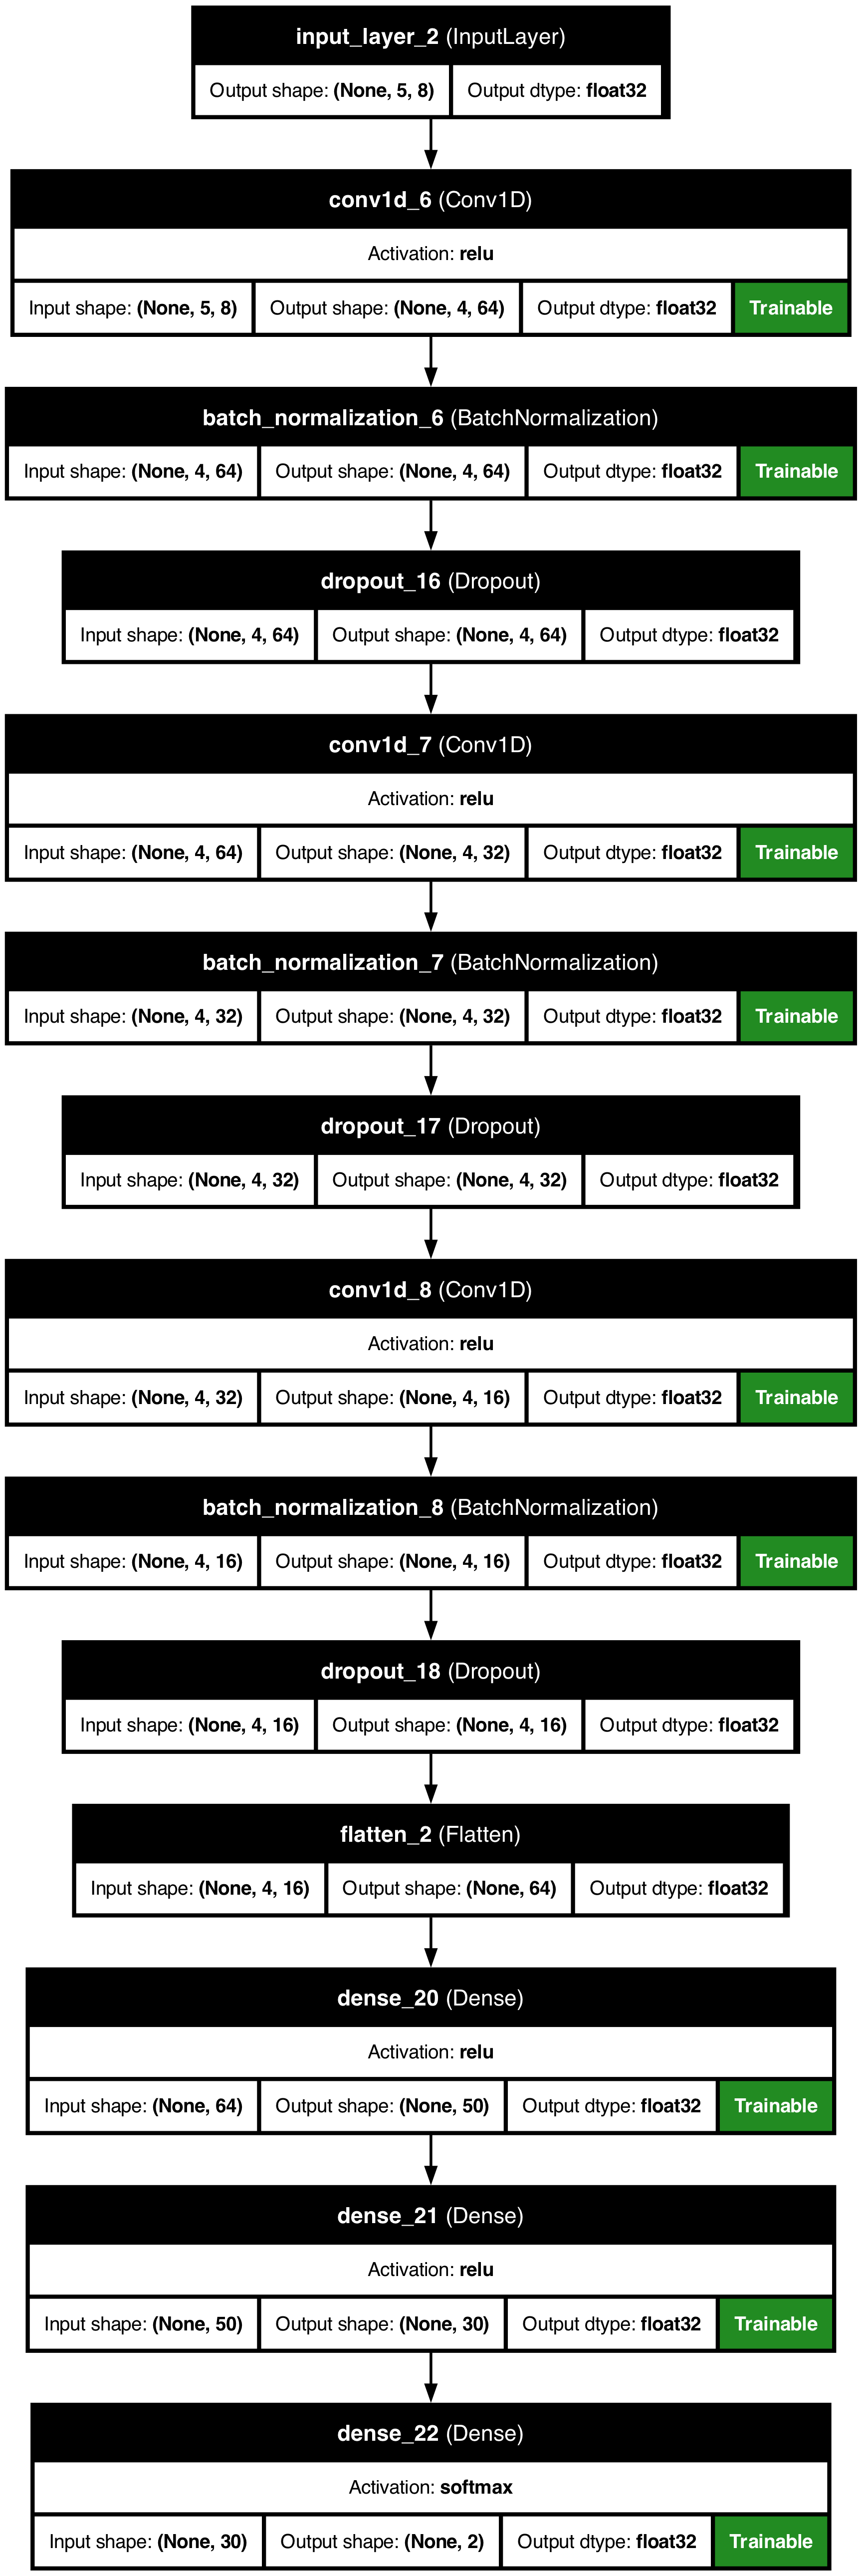 input_layer_2 (InputLayer)
Output shape: (None, 5, 8) Output dtype: float32
conv1d_6 (Conv1D)
Activation: relu
Input shape: (None, 5, 8) Output shape: (None, 4, 64) Output dtype: float32 Trainable
batch_normalization_6 (BatchNormalization)
Input shape: (None, 4, 64) Output shape: (None, 4, 64) Output dtype: float32 Trainable
dropout_16 (Dropout)
Input shape: (None, 4, 64) Output shape: (None, 4, 64) Output dtype: float32
conv1d_7 (Conv1D)
Activation: relu
Input shape: (None, 4, 64) Output shape: (None, 4, 32) Output dtype: float32 Trainable
batch_normalization_7 (BatchNormalization)
Input shape: (None, 4, 32) Output shape: (None, 4, 32) Output dtype: float32 Trainable
dropout_17 (Dropout)
Input shape: (None, 4, 32) Output shape: (None, 4, 32) Output dtype: float32
conv1d_8 (Conv1D)
Activation: relu
Input shape: (None, 4, 32) Output shape: (None, 4, 16) Output dtype: float32 Trainable
batch_normalization_8 (BatchNormalization)
Input shape: (None, 4, 16) Output shape: (None, 4, 16) Output dtype: float32 Trainable
dropout_18 (Dropout)
Input shape: (None, 4, 16) Output shape: (None, 4, 16) Output dtype: float32
flatten_2 (Flatten)
Input shape: (None, 4, 16) Output shape: (None, 64) Output dtype: float32
dense_20 (Dense)
Activation: relu
Input shape: (None, 64) Output shape: (None, 50) Output dtype: float32 Trainable
dense_21 (Dense)
Activation: relu
Input shape: (None, 50) Output shape: (None, 30) Output dtype: float32 Trainable
dense_22 (Dense)
Activation: softmax
Input shape: (None, 30) Output shape: (None, 2) Output dtype: float32 Trainable